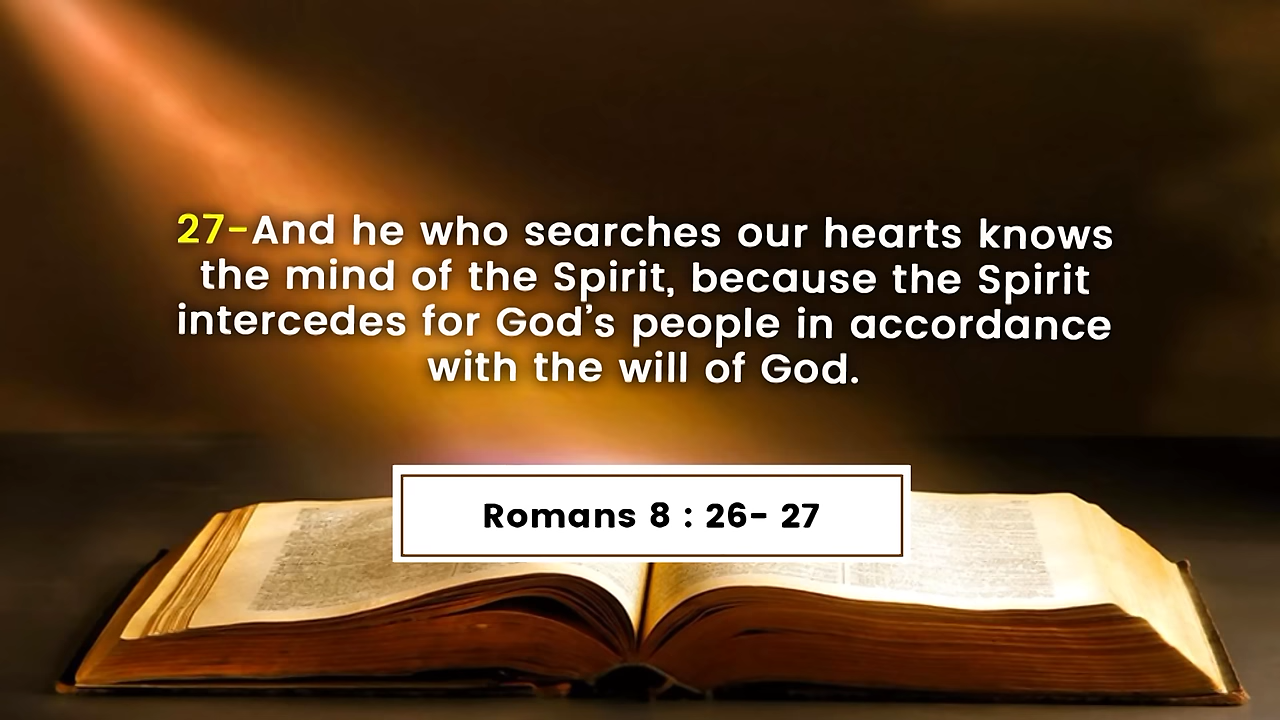 27-And he who searches our hearts knows
the mind of the Spirit, because the Spirit
intercedes for God's people in accordance
with the will of God.
Romans 8 : 26- 27